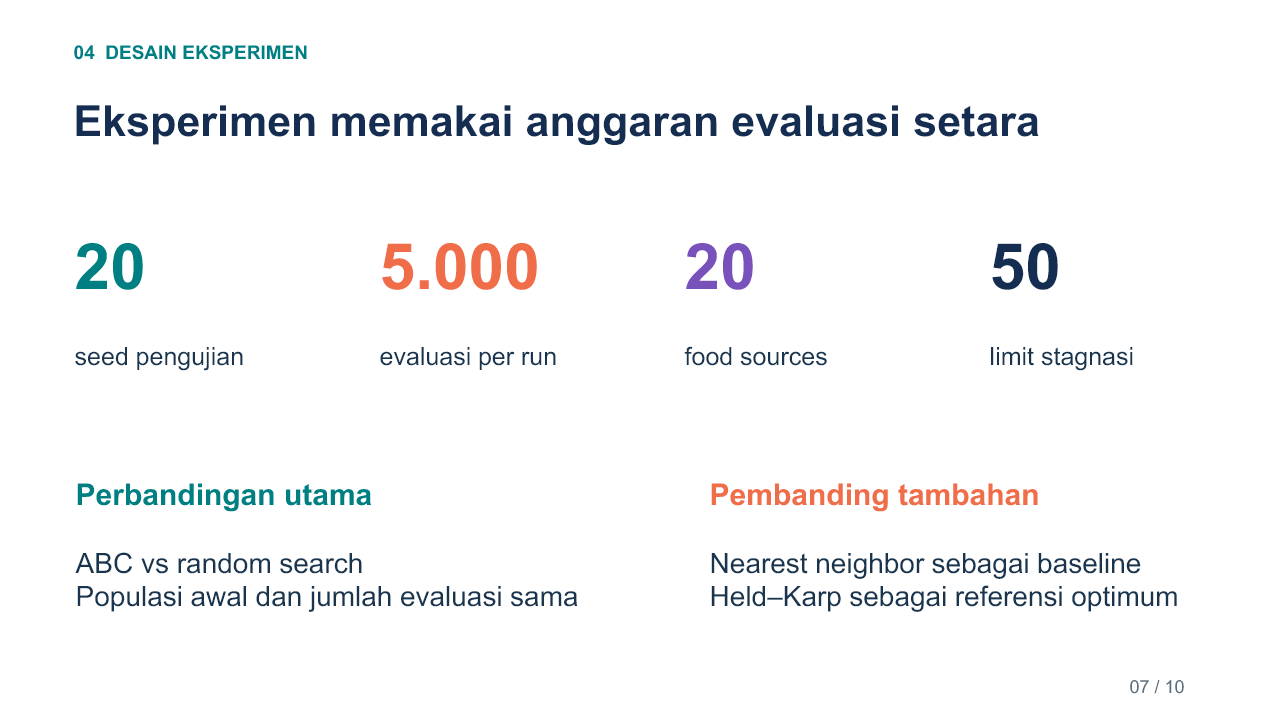 04 DESAIN EKSPERIMEN
Eksperimen memakai anggaran evaluasi setara
20
seed pengujian
5.000
evaluasi per run
20
food sources
50
limit stagnasi
Perbandingan utama
ABC vs random search
Populasi awal dan jumlah evaluasi sama
Pembanding tambahan
Nearest neighbor sebagai baseline
Held–Karp sebagai referensi optimum
07 / 10